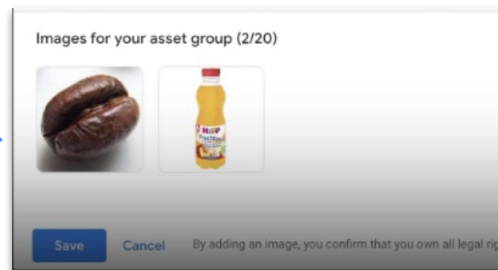 Images for your asset group (2/20)
HiPP
Save
Cancel
By adding an image, you confirm that you own all legal